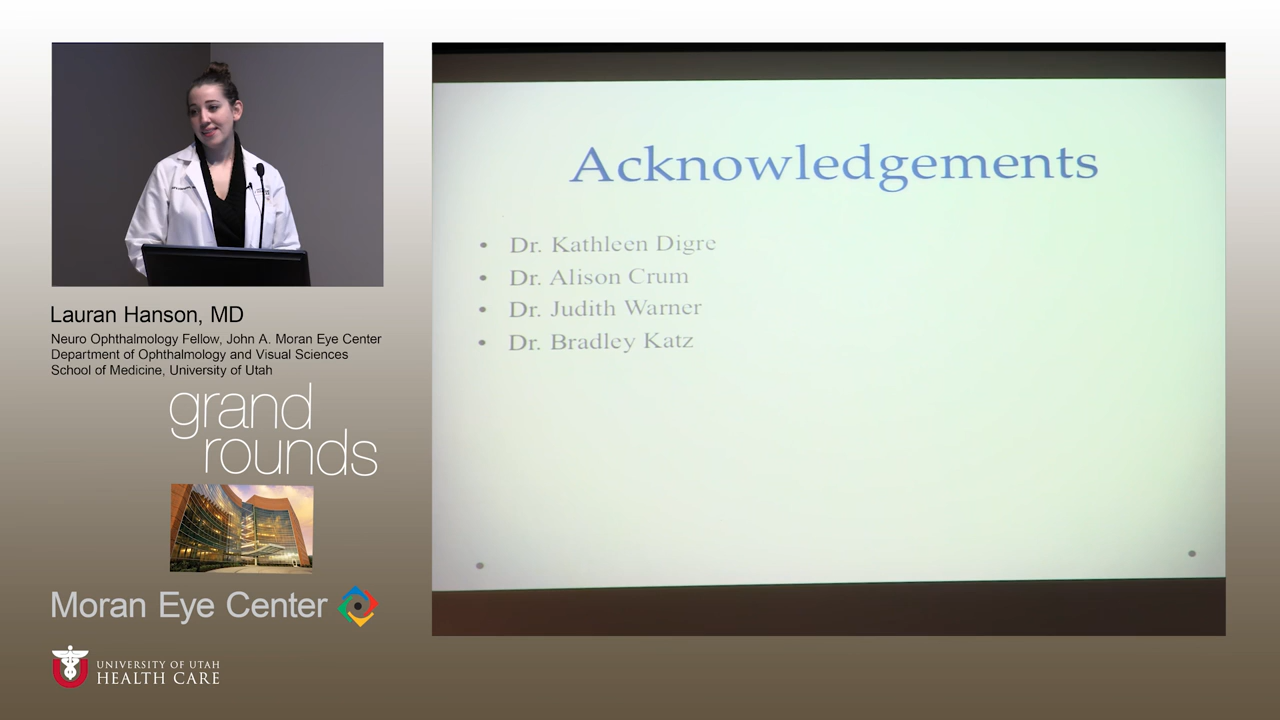 Acknowledgements
• Dr. Kathleen Digre
• Dr. Alison Crum
• Dr. Judith Warner
• Dr. Bradley Katz
Lauran Hanson, MD
Neuro Ophthalmology Fellow, John A. Moran Eye Center
Department of Ophthalmology and Visual Sciences
School of Medicine, University of Utah
grand
rounds
Moran Eye Center
UNIVERSITY OF UTAH
HEALTH CARE